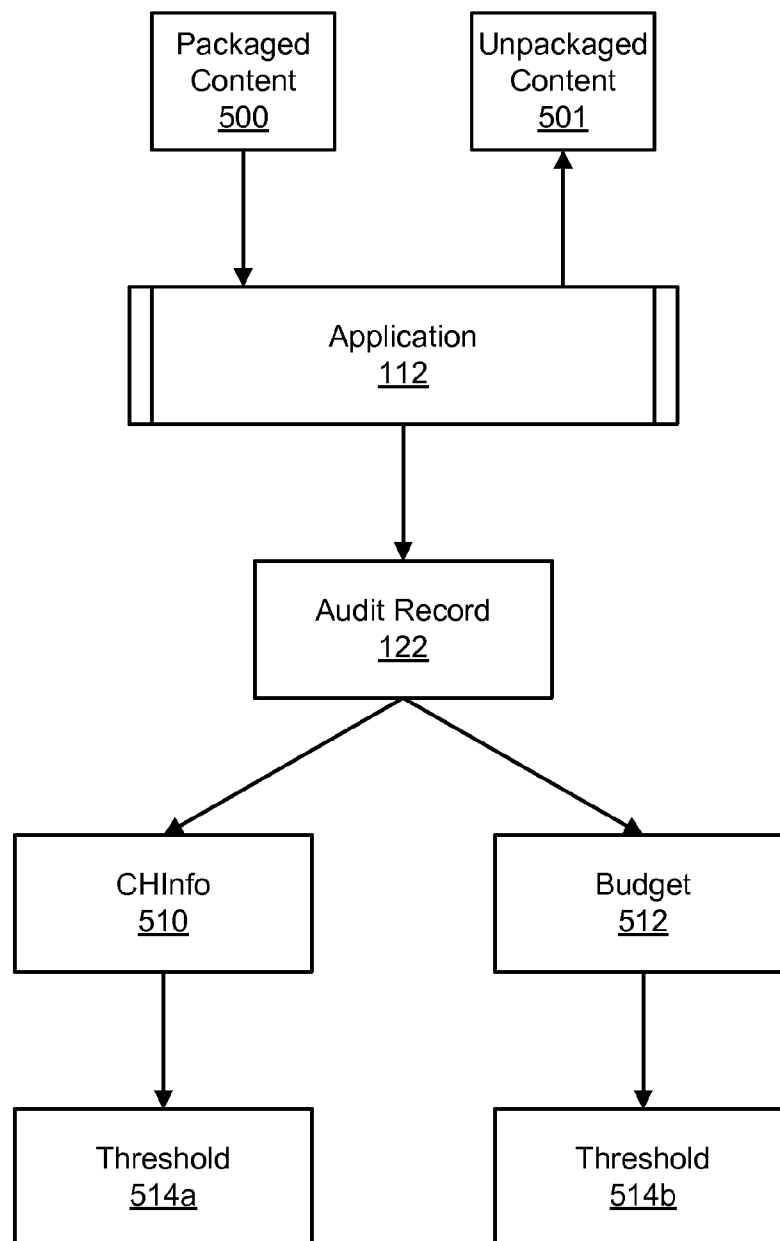 Packaged
Content
500
Unpackaged
Content
501
Application
112
Audit Record
122
CHInfo
510
Budget
512
Threshold
514a
Threshold
514b